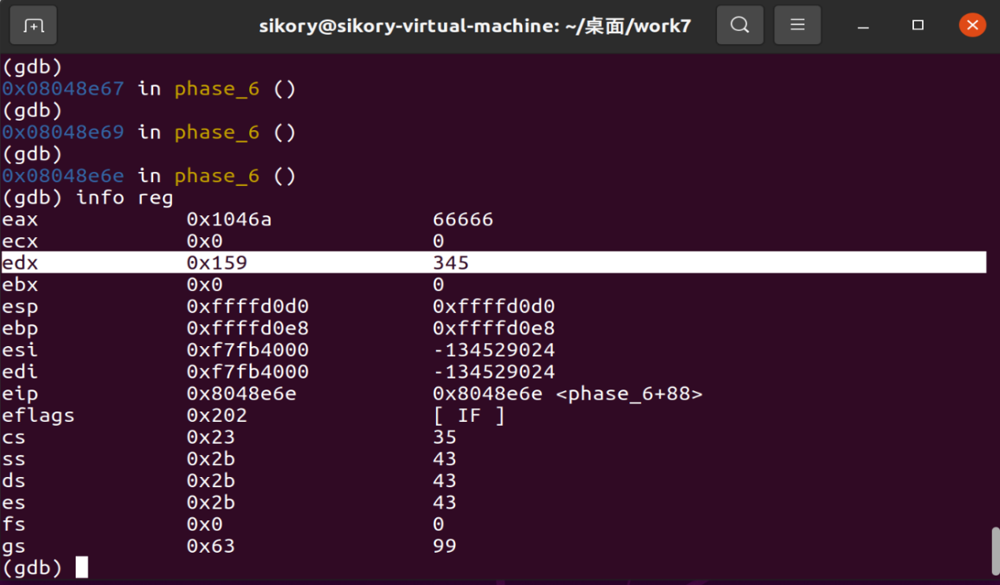 sikory@sikory-virtual-machine: ~/桌面/work7
(gdb)
0x08048e67 in phase_6 ()
(gdb)
0x08048e69 in phase_6 ()
(gdb)
0x08048e6e in phase_6 ()
(gdb) info reg
eax 0x1046a 66666
ecx 0x0 0
edx 0x159 345
ebx 0x0 0
esp 0xffffd0d0 0xffffd0d0
ebp 0xffffd0e8 0xffffd0e8
esi 0xf7fb4000 -134529024
edi 0xf7fb4000 -134529024
eip 0x8048e6e 0x8048e6e <phase_6+88>
eflags 0x202 [ IF ]
cs 0x23 35
ss 0x2b 43
ds 0x2b 43
es 0x2b 43
fs 0x0 0
gs 0x63 99
(gdb)